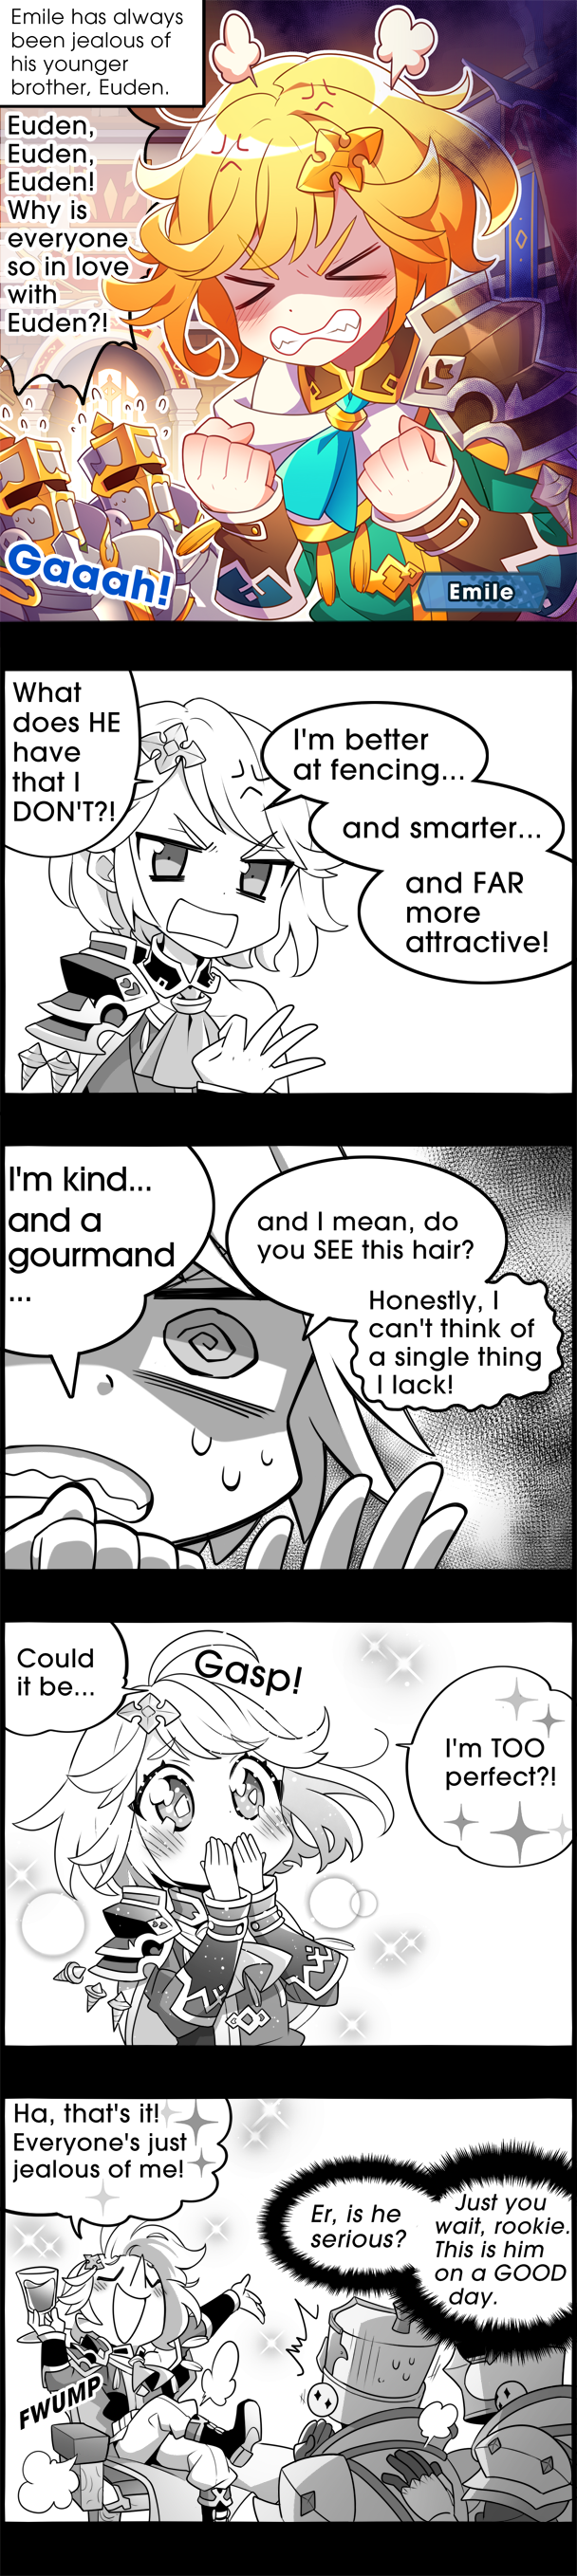 Emile has always
been jealous of
his younger
brother, Euden.
Euden,
Euden,
Euden!
Why is
everyone
so in love
with
Euden?!
Gaaah!
Emile
What
does HE
have
that I
DON'T?!
I'm better
at fencing...
and smarter...
and FAR
more
attractive!
I'm kind...
and a
gourmand
...
and I mean, do
you SEE this hair?
Honestly, I
can't think of
a single thing
I lack!
Could
it be...
Gasp!
I'm TOO
perfect?!
Ha, that's it!
Everyone's just
jealous of me!
FWUMP
Er, is he
serious?
Just you
wait, rookie.
This is him
on a GOOD
day.